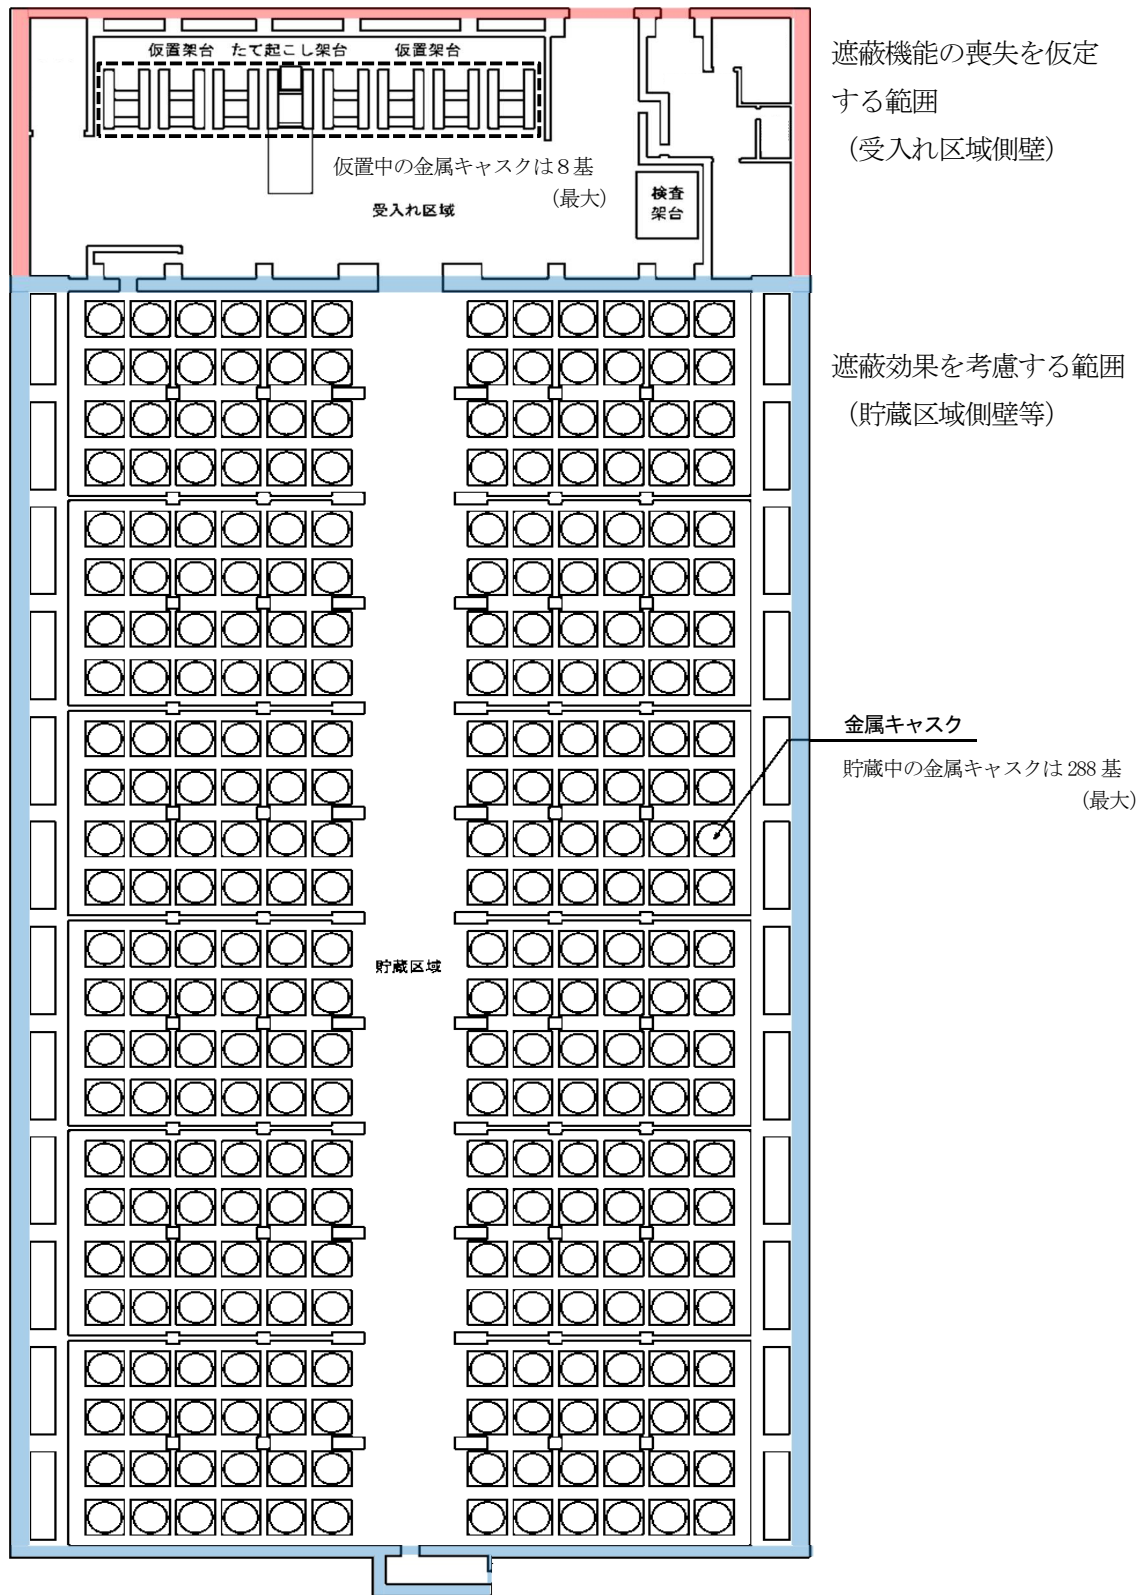 遮蔽機能の喪失を仮定
する範囲
（受入れ区域側壁）
仮置架台 たて起こし架台 仮置架台
仮置中の金属キャスクは８基
（最大）
検査
架台
受入れ区域
遮蔽効果を考慮する範囲
（貯蔵区域側壁等）
金属キャスク
貯蔵中の金属キャスクは 288 基
（最大）
貯蔵区域